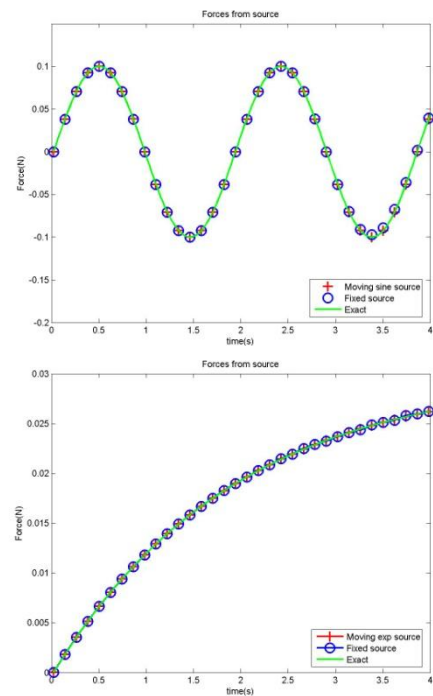 Forces from source
0.1
0.05
0
-0.05
-0.1
-0.2
Force(N)
0 0.5 1 1.5 2 2.5 3 3.5 4
time(s)
Moving sine source
Fixed source
Exact
Forces from source
0.03
0.025
0.02
0.015
0.01
0.005
0
Force(N)
0 0.5 1 1.5 2 2.5 3 3.5 4
time(s)
Moving exp source
Fixed source
Exact